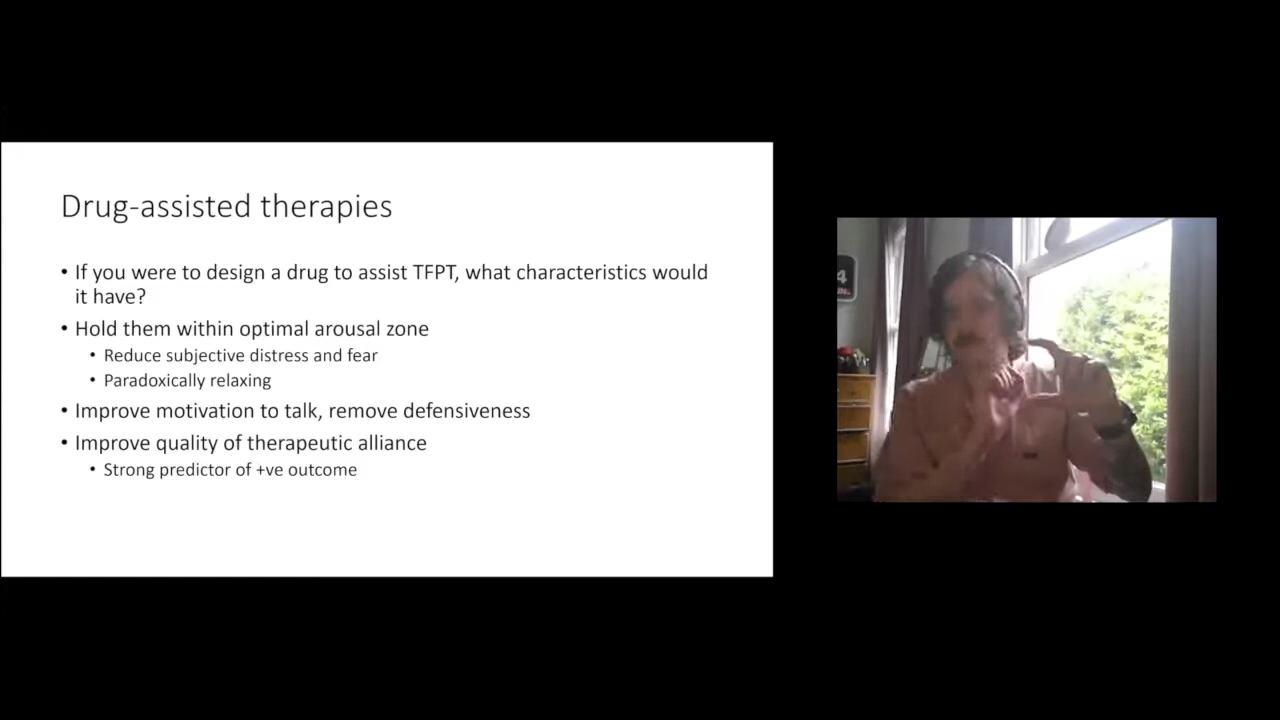 Drug-assisted therapies
• If you were to design a drug to assist TFPT, what characteristics would
it have?
• Hold them within optimal arousal zone
• Reduce subjective distress and fear
• Paradoxically relaxing
• Improve motivation to talk, remove defensiveness
• Improve quality of therapeutic alliance
• Strong predictor of +ve outcome
4